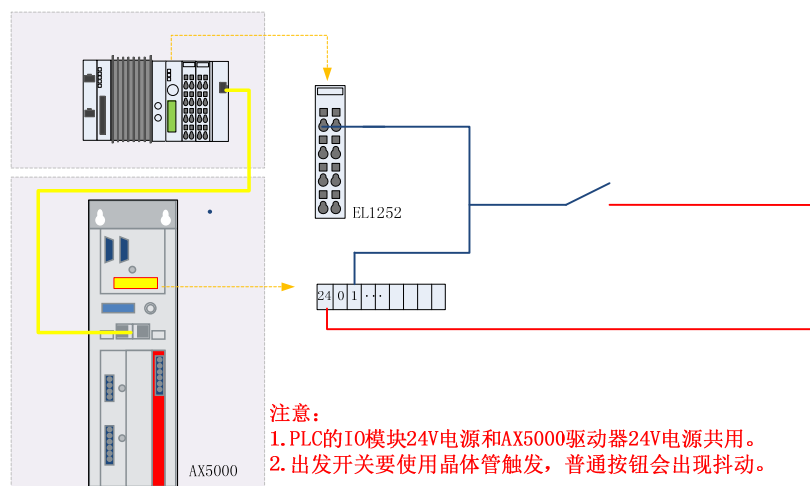 EL1252
24 0 1 ...
AX5000
注意：
1.PLC的IO模块24V电源和AX5000驱动器24V电源共用。
2.出发开关要使用晶体管触发，普通按钮会出现抖动。